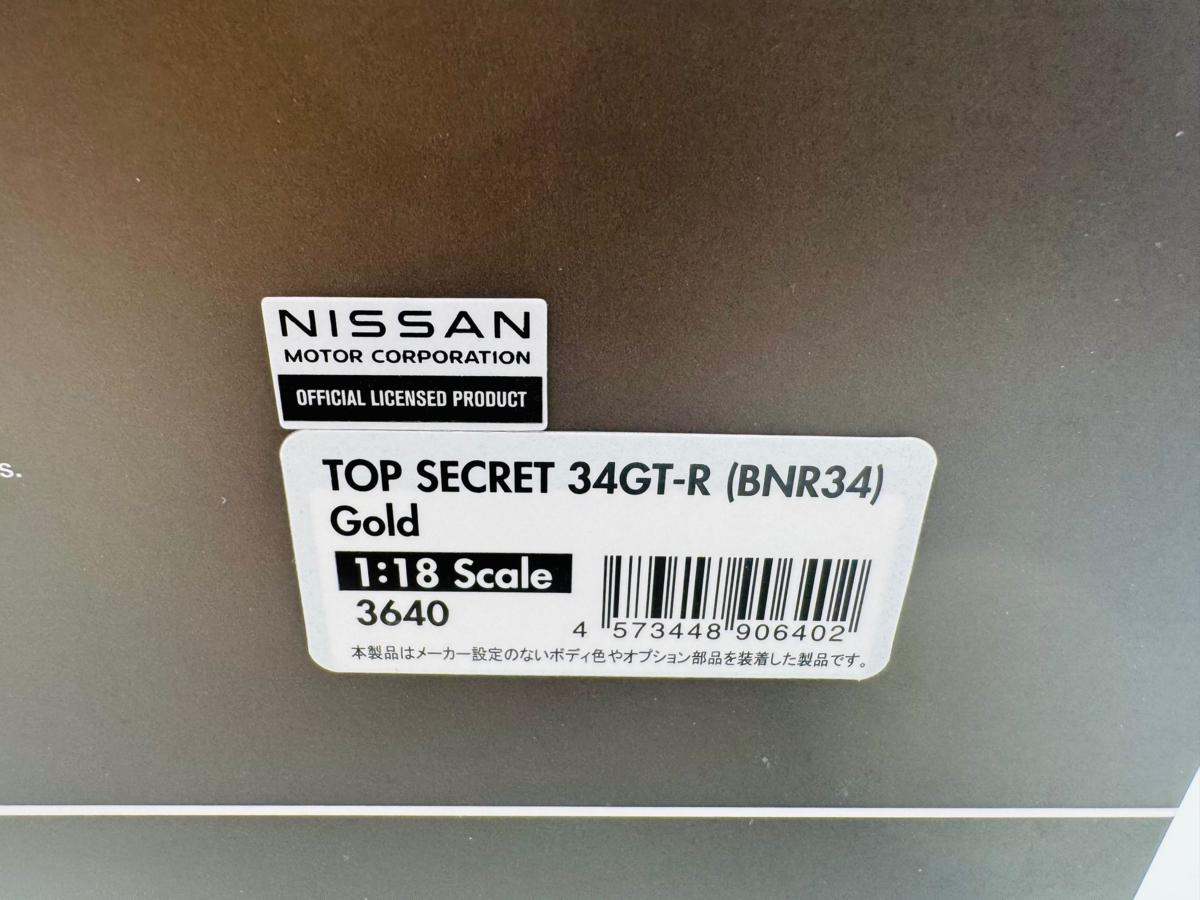 NISSAN
MOTOR CORPORATION
OFFICIAL LICENSED PRODUCT
s.
TOP SECRET 34GT-R (BNR34)
Gold
1:18 Scale
3640
4 573448 906402
本製品はメーカー設定のないボディ色やオプション部品を装着した製品です。